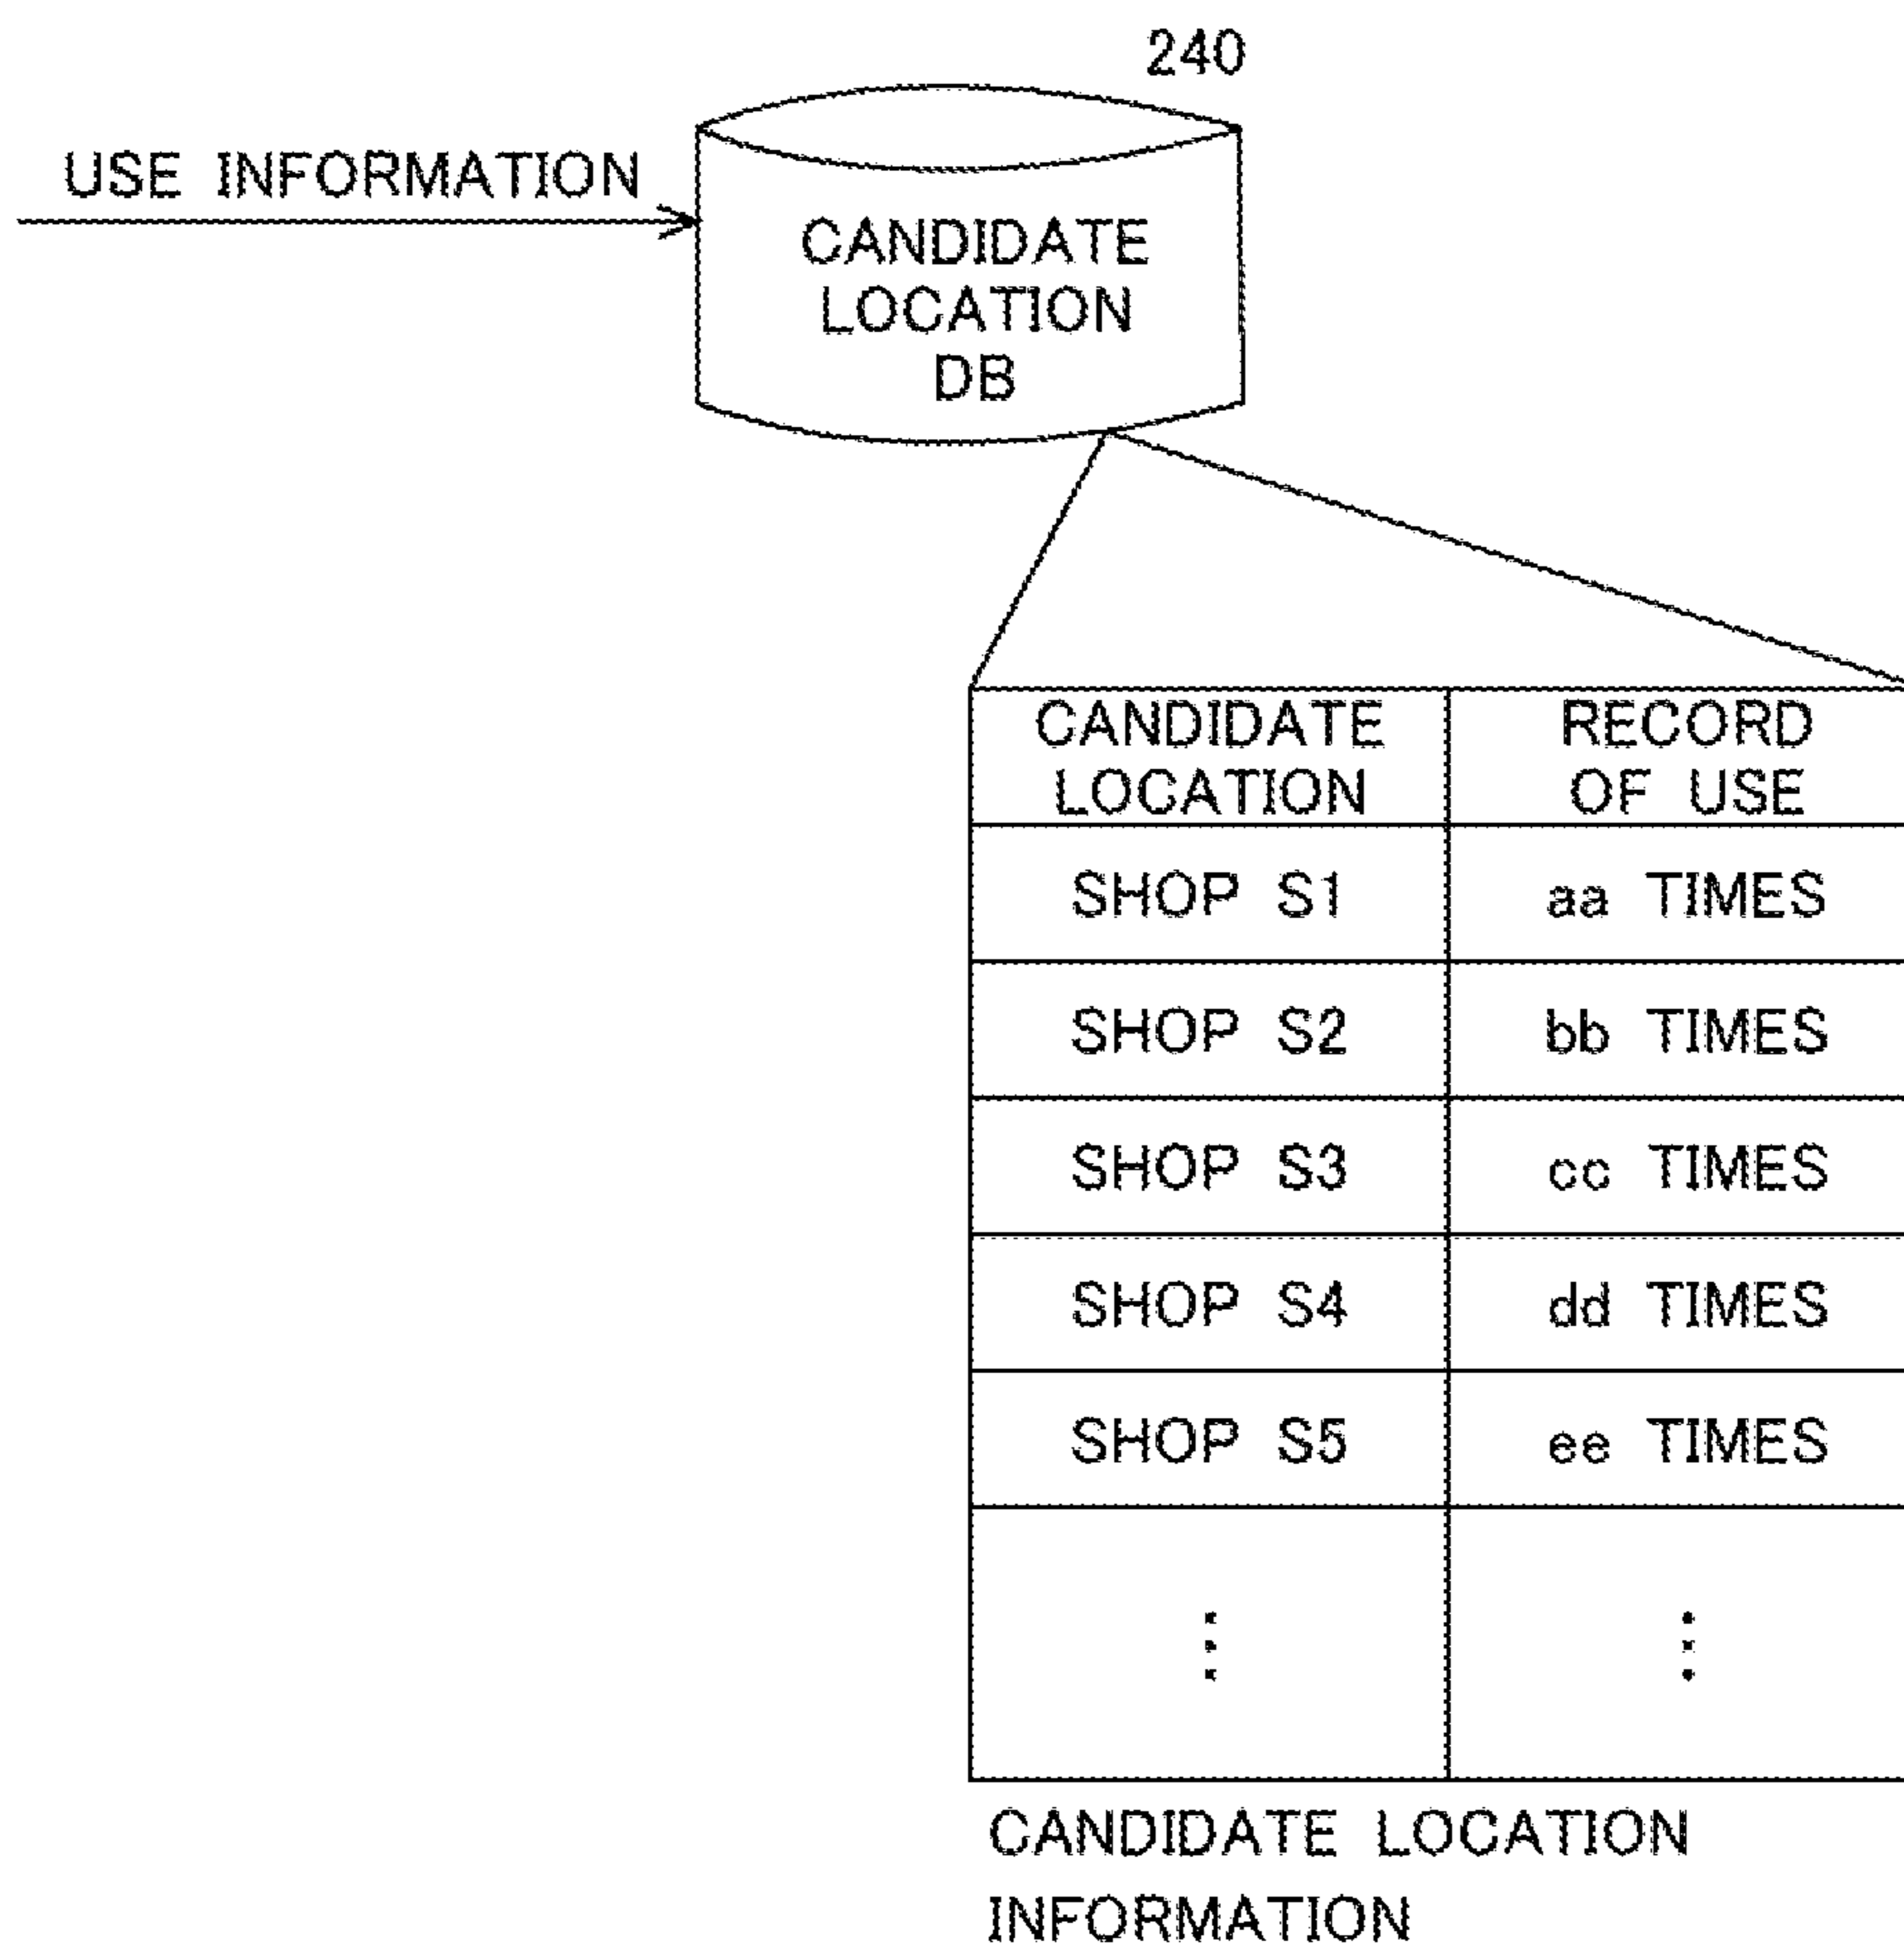 240
USE INFORMATION
CANDIDATE
LOCATION
DB
CANDIDATE LOCATION
RECORD OF USE
SHOP S1 aa TIMES
SHOP S2 bb TIMES
SHOP S3 cc TIMES
SHOP S4 dd TIMES
SHOP S5 ee TIMES
⋮ ⋮
CANDIDATE LOCATION
INFORMATION